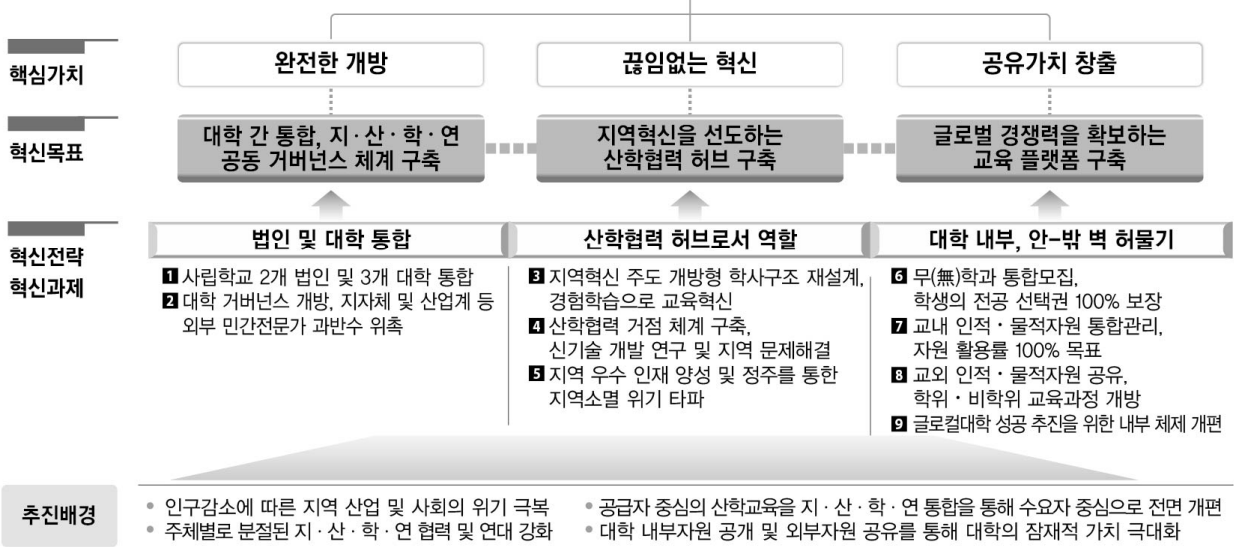 핵심가치
완전한 개방
끊임없는 혁신
공유가치 창출
혁신목표
대학 간 통합, 지·산·학·연
공동 거버넌스 체계 구축
지역혁신을 선도하는
산학협력 허브 구축
글로벌 경쟁력을 확보하는
교육 플랫폼 구축
혁신전략
혁신과제
법인 및 대학 통합
1 사립학교 2개 법인 및 3개 대학 통합
2 대학 거버넌스 개방, 지자체 및 산업계 등
외부 민간전문가 과반수 위촉
산학협력 허브로서 역할
3 지역혁신 주도 개방형 학사구조 재설계,
경험학습으로 교육혁신
4 산학협력 거점 체계 구축,
신기술 개발 연구 및 지역 문제해결
5 지역 우수 인재 양성 및 정주를 통한
지역소멸 위기 타파
대학 내부, 안-밖 벽 허물기
6 무(無)학과 통합모집,
학생의 전공 선택권 100% 보장
7 교내 인적·물적자원 통합관리,
자원 활용률 100% 목표
8 교외 인적·물적자원 공유,
학위·비학위 교육과정 개방
9 글로컬대학 성공 추진을 위한 내부 체제 개편
추진배경
• 인구감소에 따른 지역 산업 및 사회의 위기 극복
• 주체별로 분절된 지·산·학·연 협력 및 연대 강화
• 공급자 중심의 산학교육을 지·산·학·연 통합을 통해 수요자 중심으로 전면 개편
• 대학 내부자원 공개 및 외부자원 공유를 통해 대학의 잠재적 가치 극대화